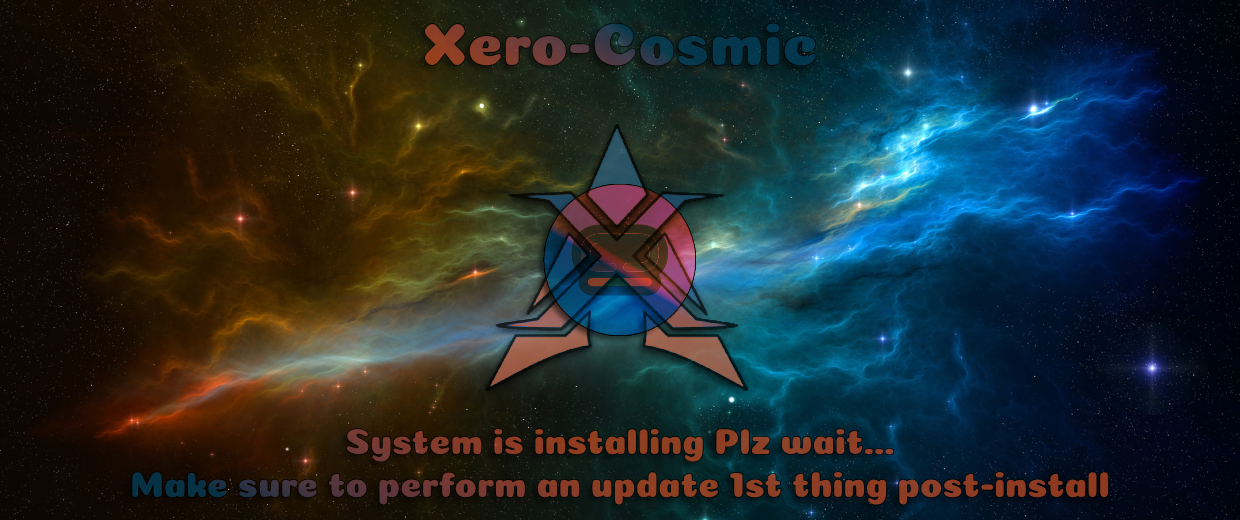 Xero-Cosmic
System is installing Plz wait...
Make sure to perform an update 1st thing post-install